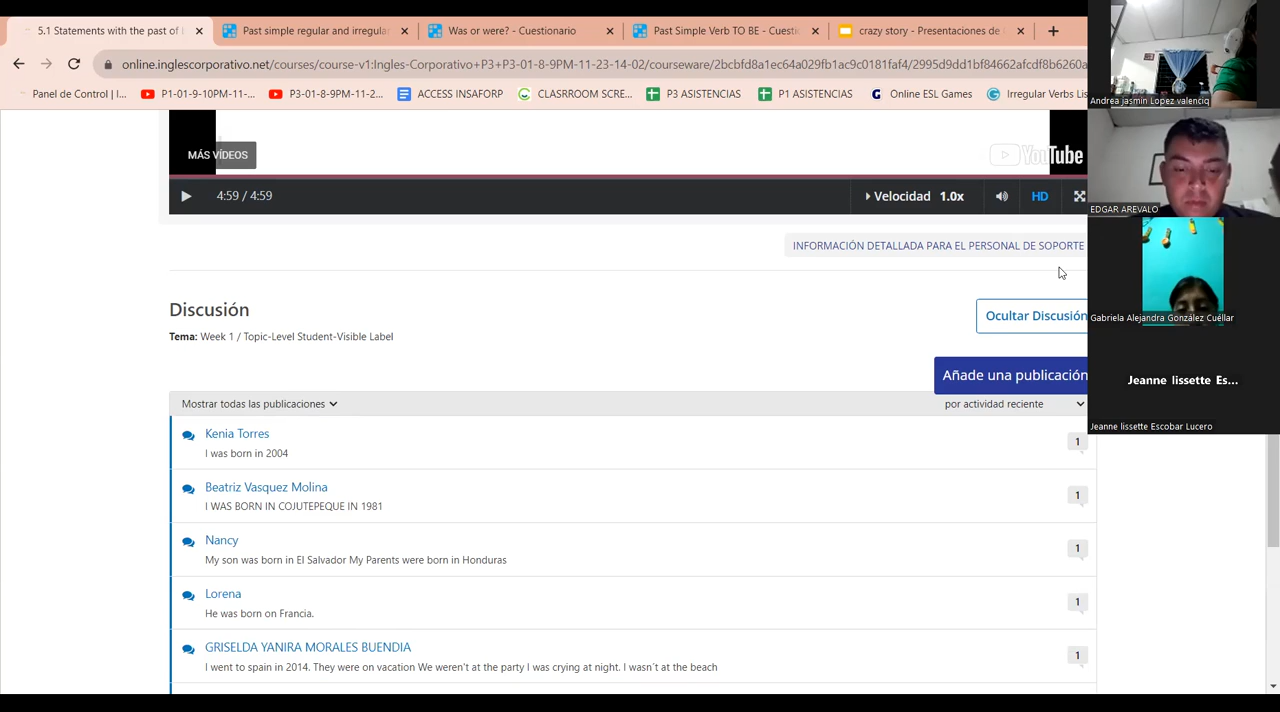 5.1 Statements with the past of
Past simple regular and irregular
Was or were? - Cuestionario
Past Simple Verb TO BE - Cuesti
crazy story - Presentaciones de
online.inglescorporativo.net/courses/course-v1:Ingles-Corporativo+P3+P3-01-8-9PM-11-23-14-02/courseware/2bcbfd8a1ec64a029fb1ac9c0181faf4/2995d9dd1bf84662afcdf8b6260a
Panel de Control | I...
P1-01-9-10PM-11-...
P3-01-8-9PM-11-2...
ACCESS INSAFORP
CLASRROOM SCRE...
P3 ASISTENCIAS
P1 ASISTENCIAS
Online ESL Games
Irregular Verbs Lis
Andrea jasmin Lopez valenciq
MÁS VÍDEOS
YouTube
4:59 / 4:59
Velocidad 1.0x
HD
EDGAR AREVALO
INFORMACIÓN DETALLADA PARA EL PERSONAL DE SOPORTE
Discusión
Ocultar Discusión
Gabriela Alejandra González Cuéllar
Tema: Week 1 / Topic-Level Student-Visible Label
Añade una publicación
Jeanne lissette Es...
Jeanne lissette Escobar Lucero
Mostrar todas las publicaciones
por actividad reciente
Kenia Torres
I was born in 2004
1
Beatriz Vasquez Molina
I WAS BORN IN COJUTEPEQUE IN 1981
1
Nancy
My son was born in El Salvador My Parents were born in Honduras
1
Lorena
He was born on Francia.
1
GRISELDA YANIRA MORALES BUENDIA
I went to spain in 2014. They were on vacation We weren't at the party I was crying at night. I wasn´t at the beach
1